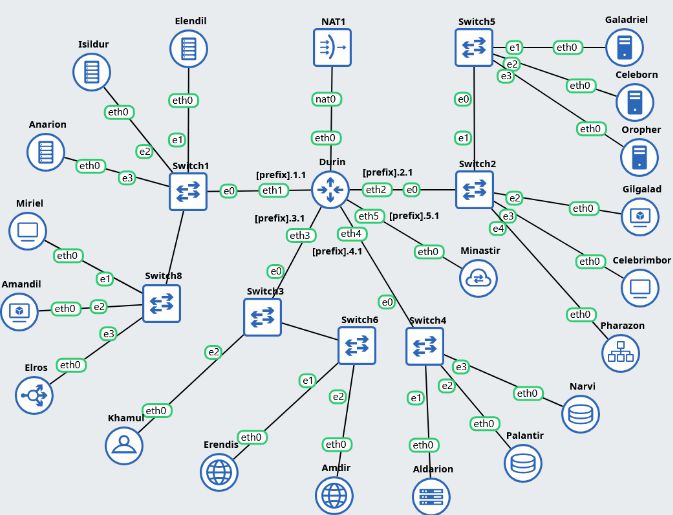 Elendil
NAT1
Switch5
Galadriel
Isildur
e1
eth0
e2
e3
Celeborn
eth0
eth0
nat0
e0
eth0
Anarion
eth0
Oropher
e1
eth0
e1
e2
eth0
Switch1
Durin
Switch2
e3
[prefix].1.1
[prefix].2.1
Gilgalad
e0
eth1
eth2
e0
e2
eth0
Miriel
[prefix].3.1
eth5
[prefix].5.1
e3
e4
eth3
eth4
eth0
Minastir
eth0
[prefix].4.1
eth0
Celebrimbor
Amandil
e1
Switch8
e0
eth0
e2
Switch3
e0
eth0
Pharazon
e3
Switch6
Switch4
Elros
eth0
e2
e3
e1
e2
Narvi
e2
e1
eth0
Khamul
eth0
eth0
Palantir
Erendis
eth0
eth0
eth0
Amdir
Aldarion